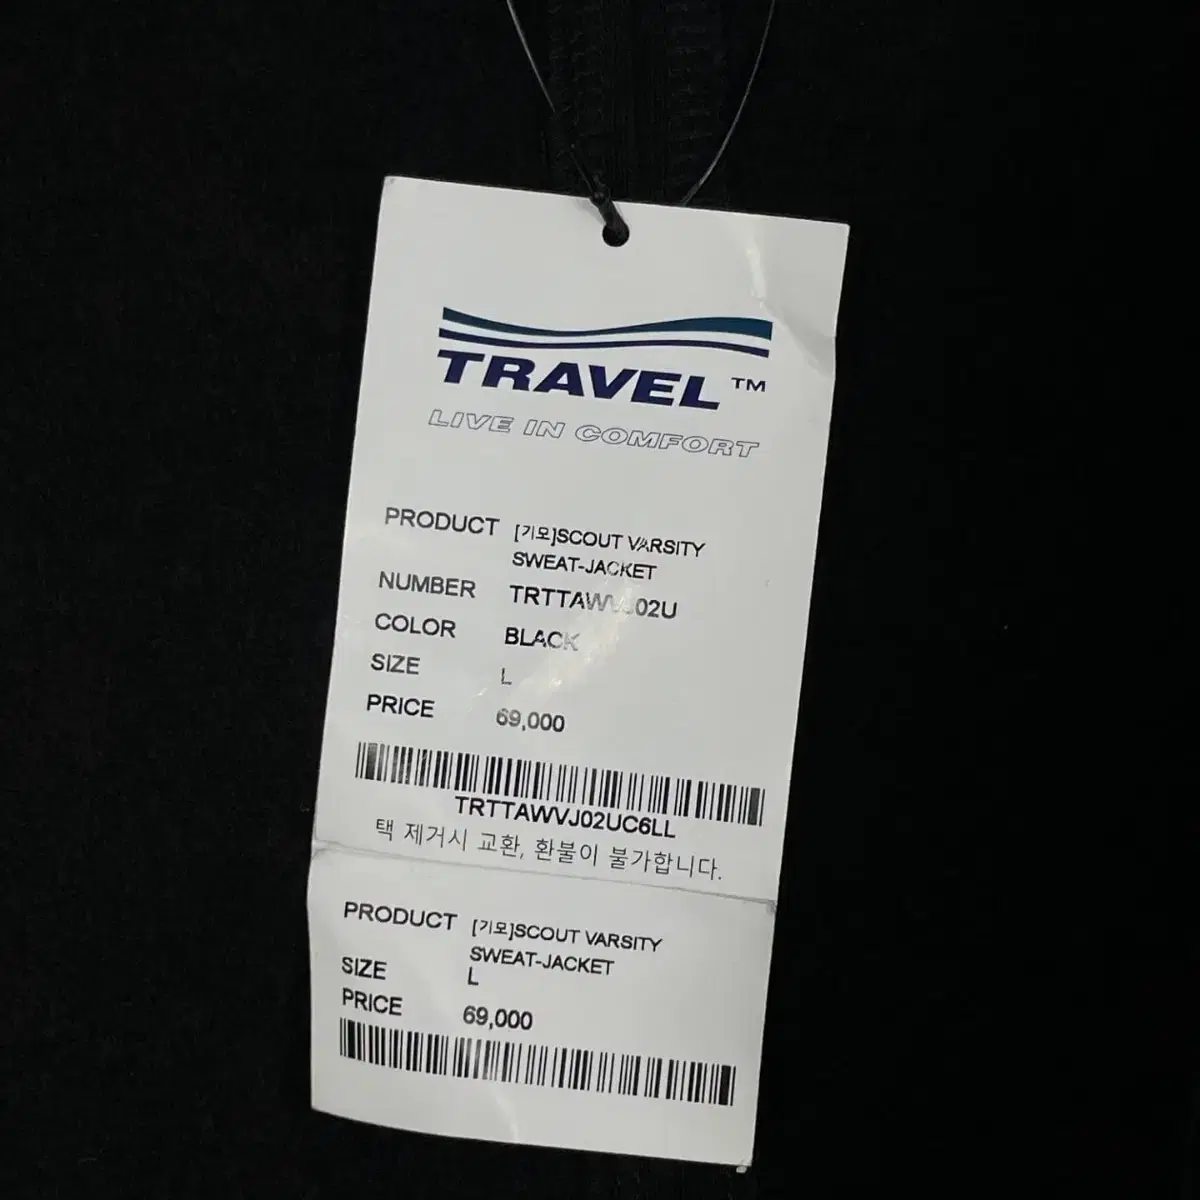 TRAVEL™
LIVE IN COMFORT
PRODUCT [기모]SCOUT VARSITY
SWEAT-JACKET
NUMBER TRTTAWVJ02U
COLOR BLACK
SIZE L
PRICE 69,000
TRTTAWVJ02UC6LL
택 제거시 교환, 환불이 불가합니다.
PRODUCT [기모]SCOUT VARSITY
SWEAT-JACKET
SIZE L
PRICE 69,000